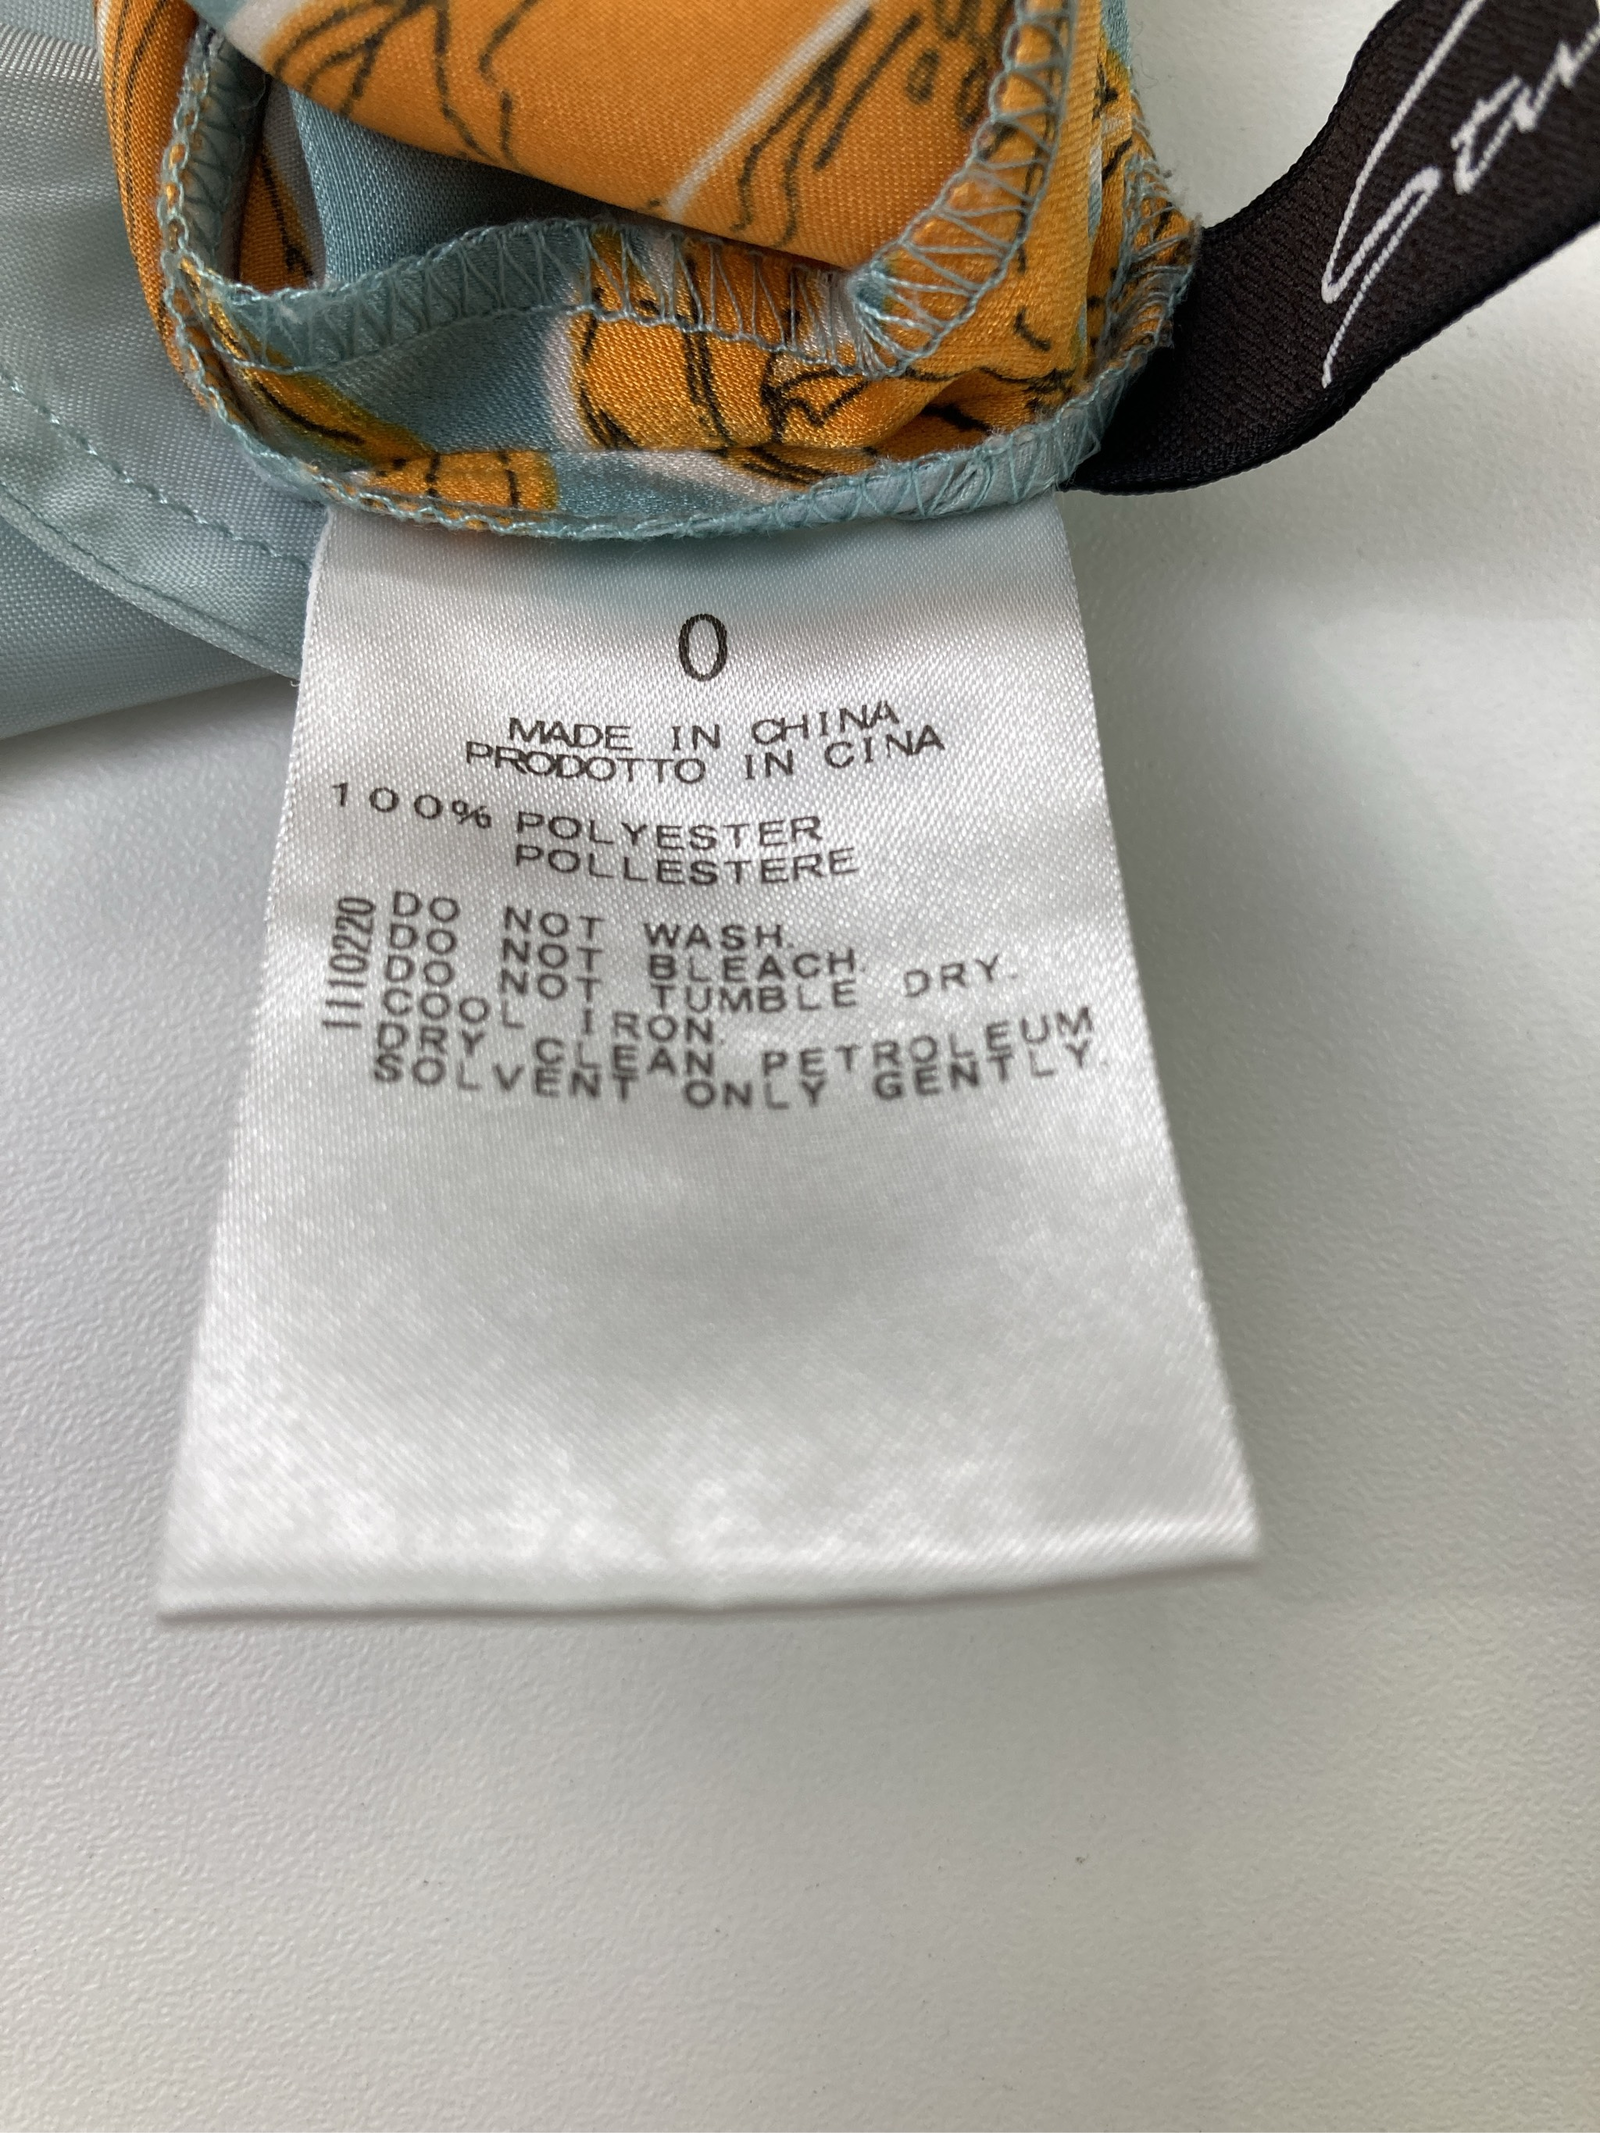 0
MADE IN CHINA
PRODOTTO IN CINA
100% POLYESTER
POLLESTERE
1110220
DO NOT WASH.
DO NOT BLEACH.
DO NOT TUMBLE DRY.
COOL IRON.
DRY CLEAN PETROLEUM
SOLVENT ONLY GENTLY.